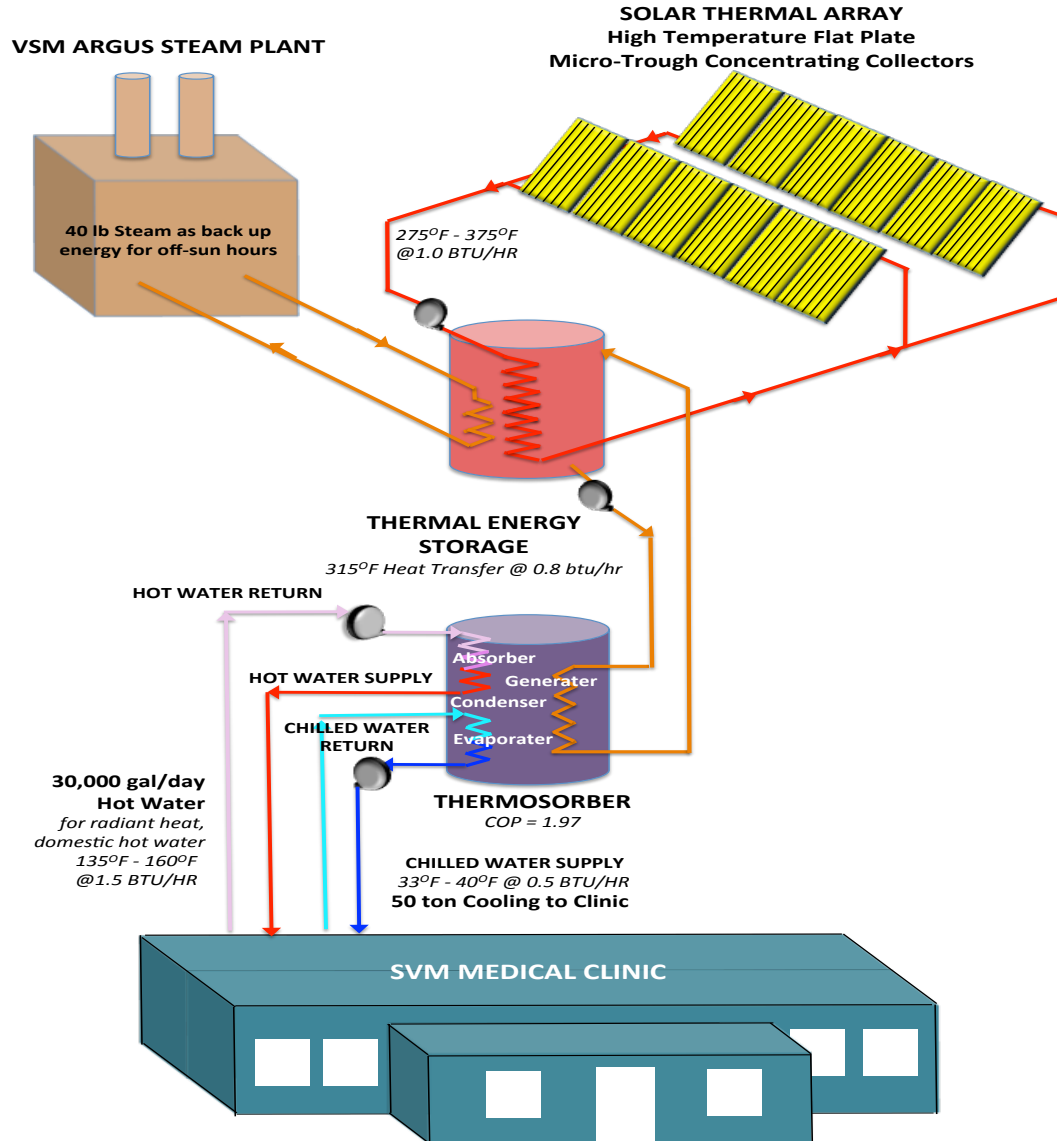 VSM ARGUS STEAM PLANT
SOLAR THERMAL ARRAY
High Temperature Flat Plate
Micro-Trough Concentrating Collectors
40 lb Steam as back up
energy for off-sun hours
275ᴼF - 375ᴼF
@1.0 BTU/HR
THERMAL ENERGY
STORAGE
315ᴼF Heat Transfer @ 0.8 btu/hr
HOT WATER RETURN
Absorber
HOT WATER SUPPLY
Generater
Condenser
CHILLED WATER
RETURN
Evaporater
30,000 gal/day
Hot Water
for radiant heat,
domestic hot water
135ᴼF - 160ᴼF
@1.5 BTU/HR
THERMOSORBER
COP = 1.97
CHILLED WATER SUPPLY
33ᴼF - 40ᴼF @ 0.5 BTU/HR
50 ton Cooling to Clinic
SVM MEDICAL CLINIC